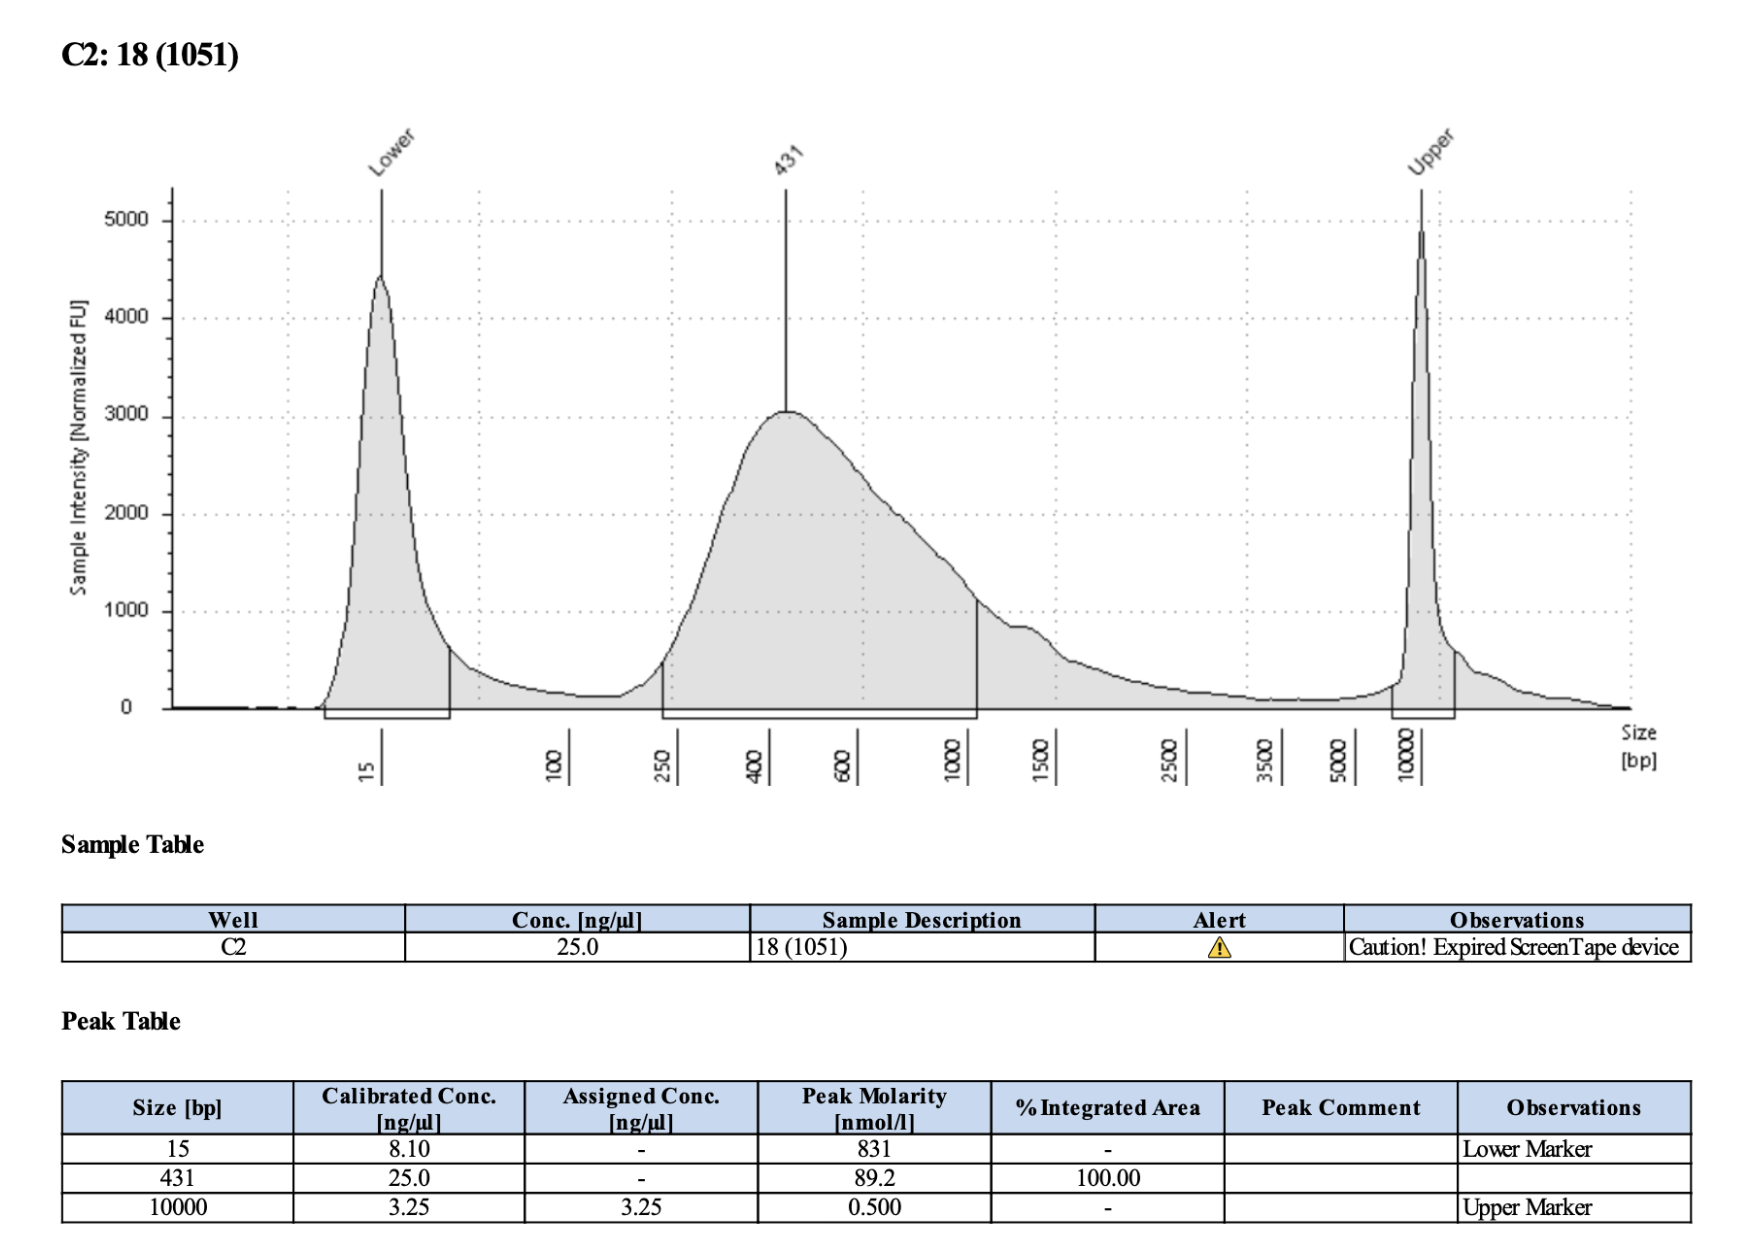 C2: 18 (1051)
Lower
431
Upper
Sample Intensity [Normalized FU]
5000
4000
3000
2000
1000
0
15
100
250
400
600
1000
1500
2500
3500
5000
10000
Size
[bp]
Sample Table
Well Conc. [ng/µl] Sample Description Alert Observations
C2 25.0 18 (1051) Caution! Expired ScreenTape device
Peak Table
Size [bp] Calibrated Conc. [ng/µl] Assigned Conc. [ng/µl] Peak Molarity [nmol/l] % Integrated Area Peak Comment Observations
15 8.10 - 831 - Lower Marker
431 25.0 - 89.2 100.00
10000 3.25 3.25 0.500 - Upper Marker